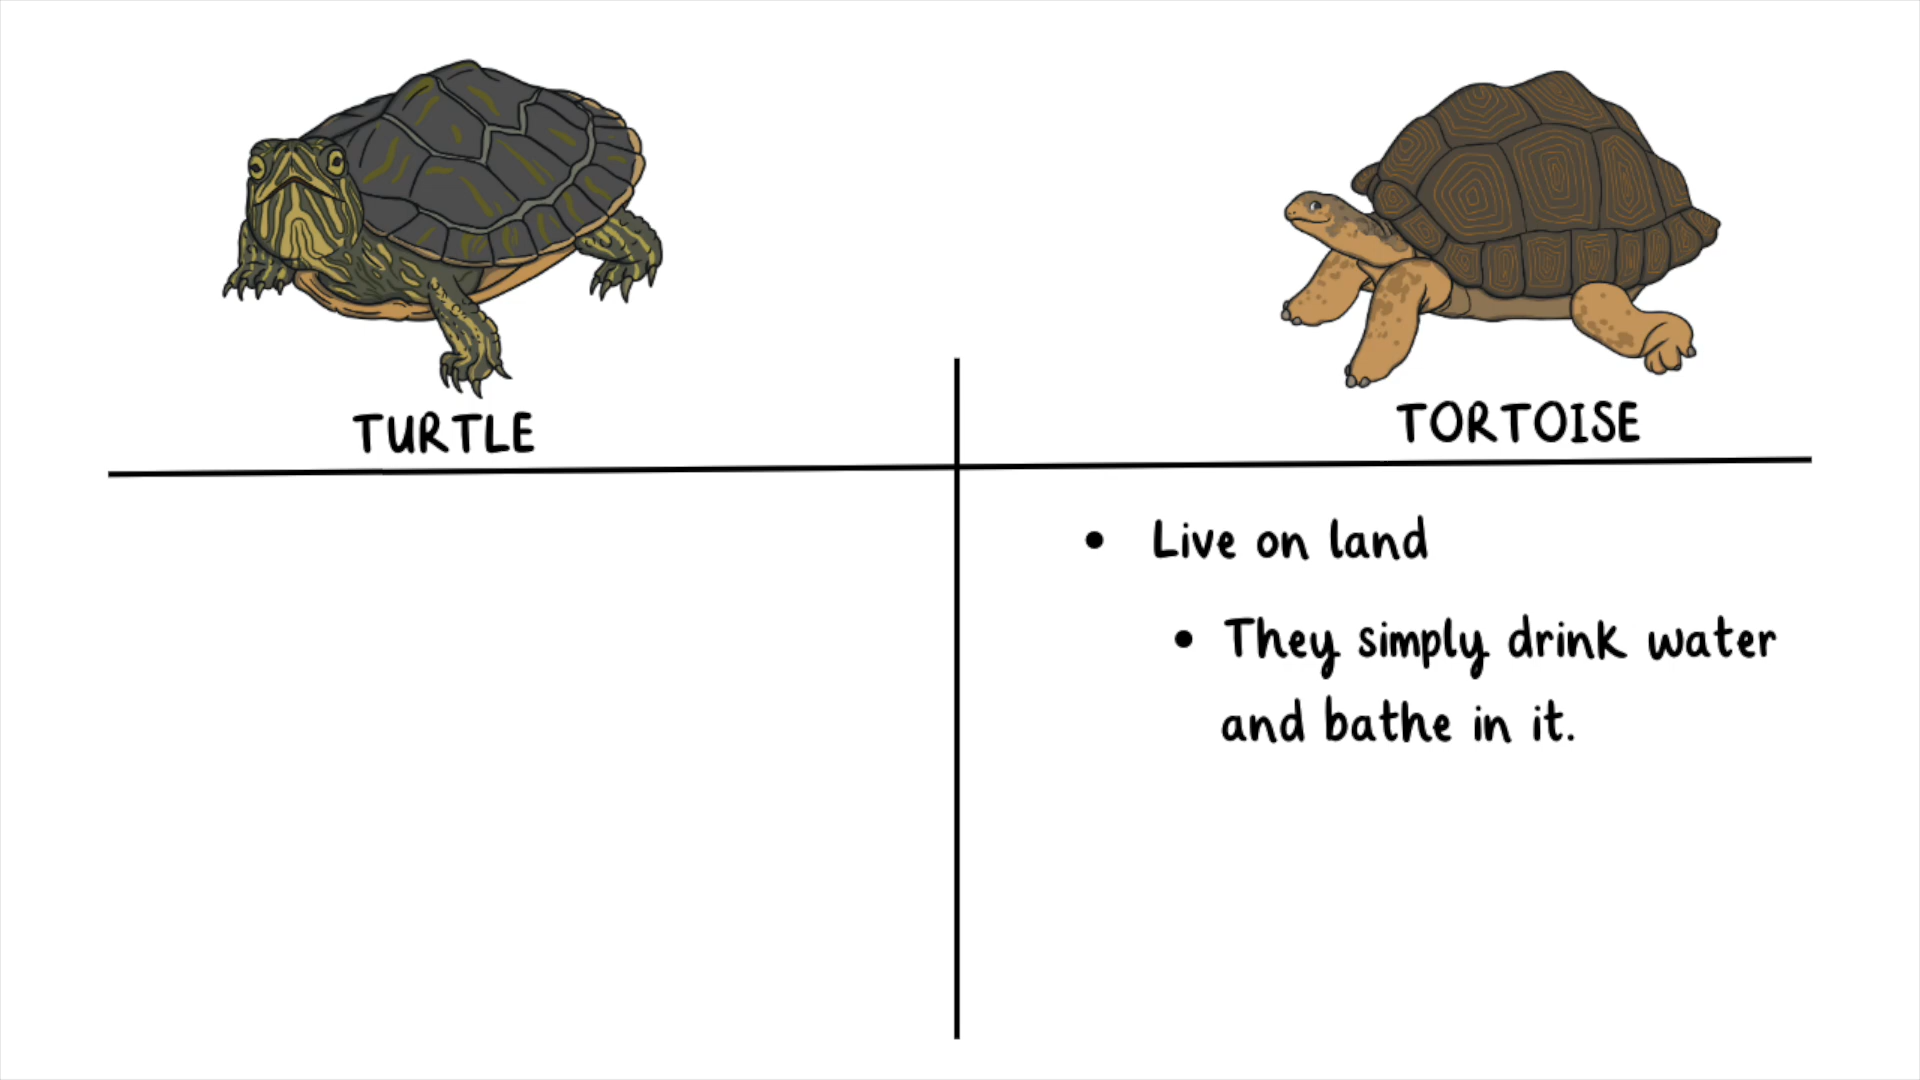 TURTLE
TORTOISE
• Live on land
• They simply drink water
and bathe in it.